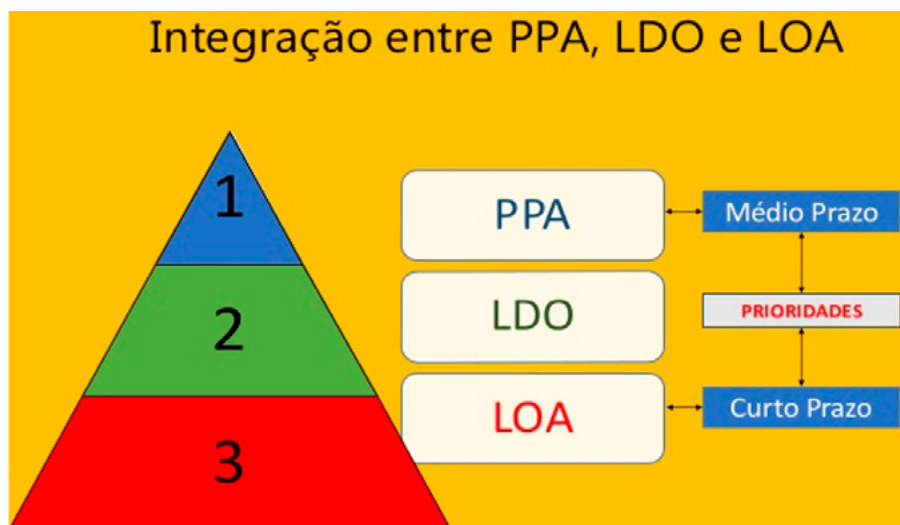 Integração entre PPA, LDO e LOA
1
PPA
Médio Prazo
2
LDO
PRIORIDADES
3
LOA
Curto Prazo